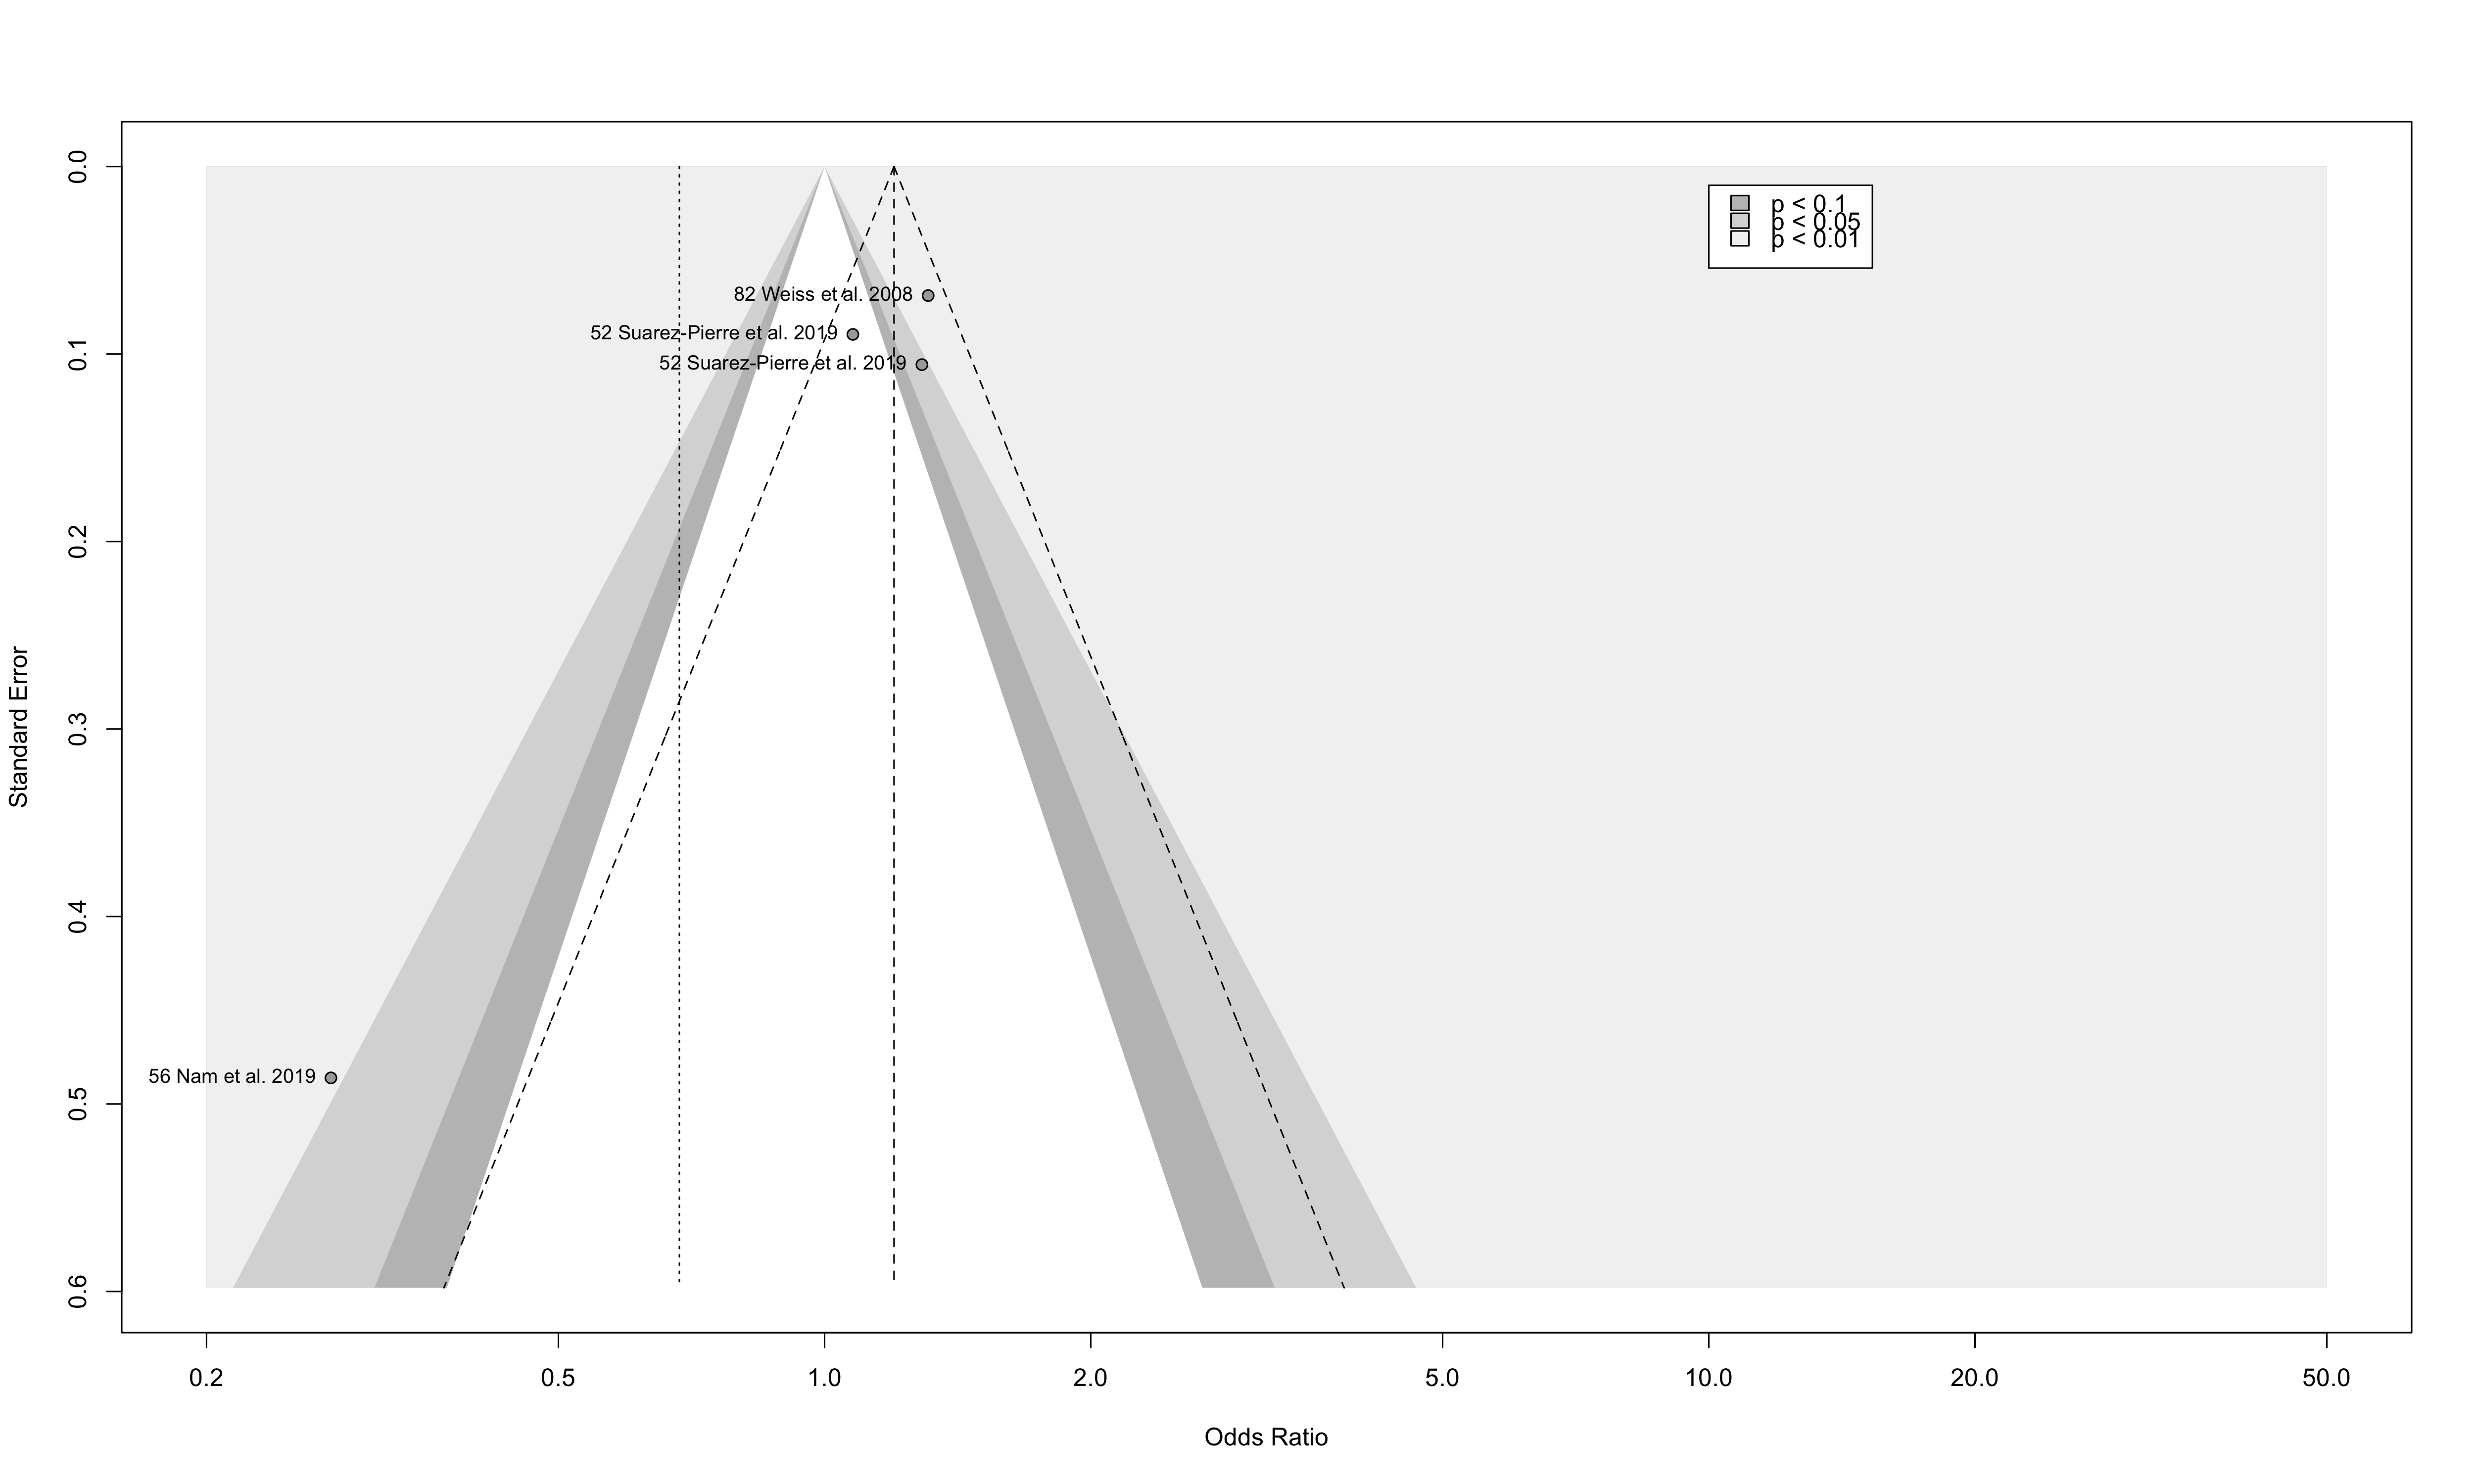 p < 0.1
p < 0.05
p < 0.01
82 Weiss et al. 2008
52 Suarez-Pierre et al. 2019
52 Suarez-Pierre et al. 2019
56 Nam et al. 2019
Standard Error
0.0
0.1
0.2
0.3
0.4
0.5
0.6
0.2 0.5 1.0 2.0 5.0 10.0 20.0 50.0
Odds Ratio